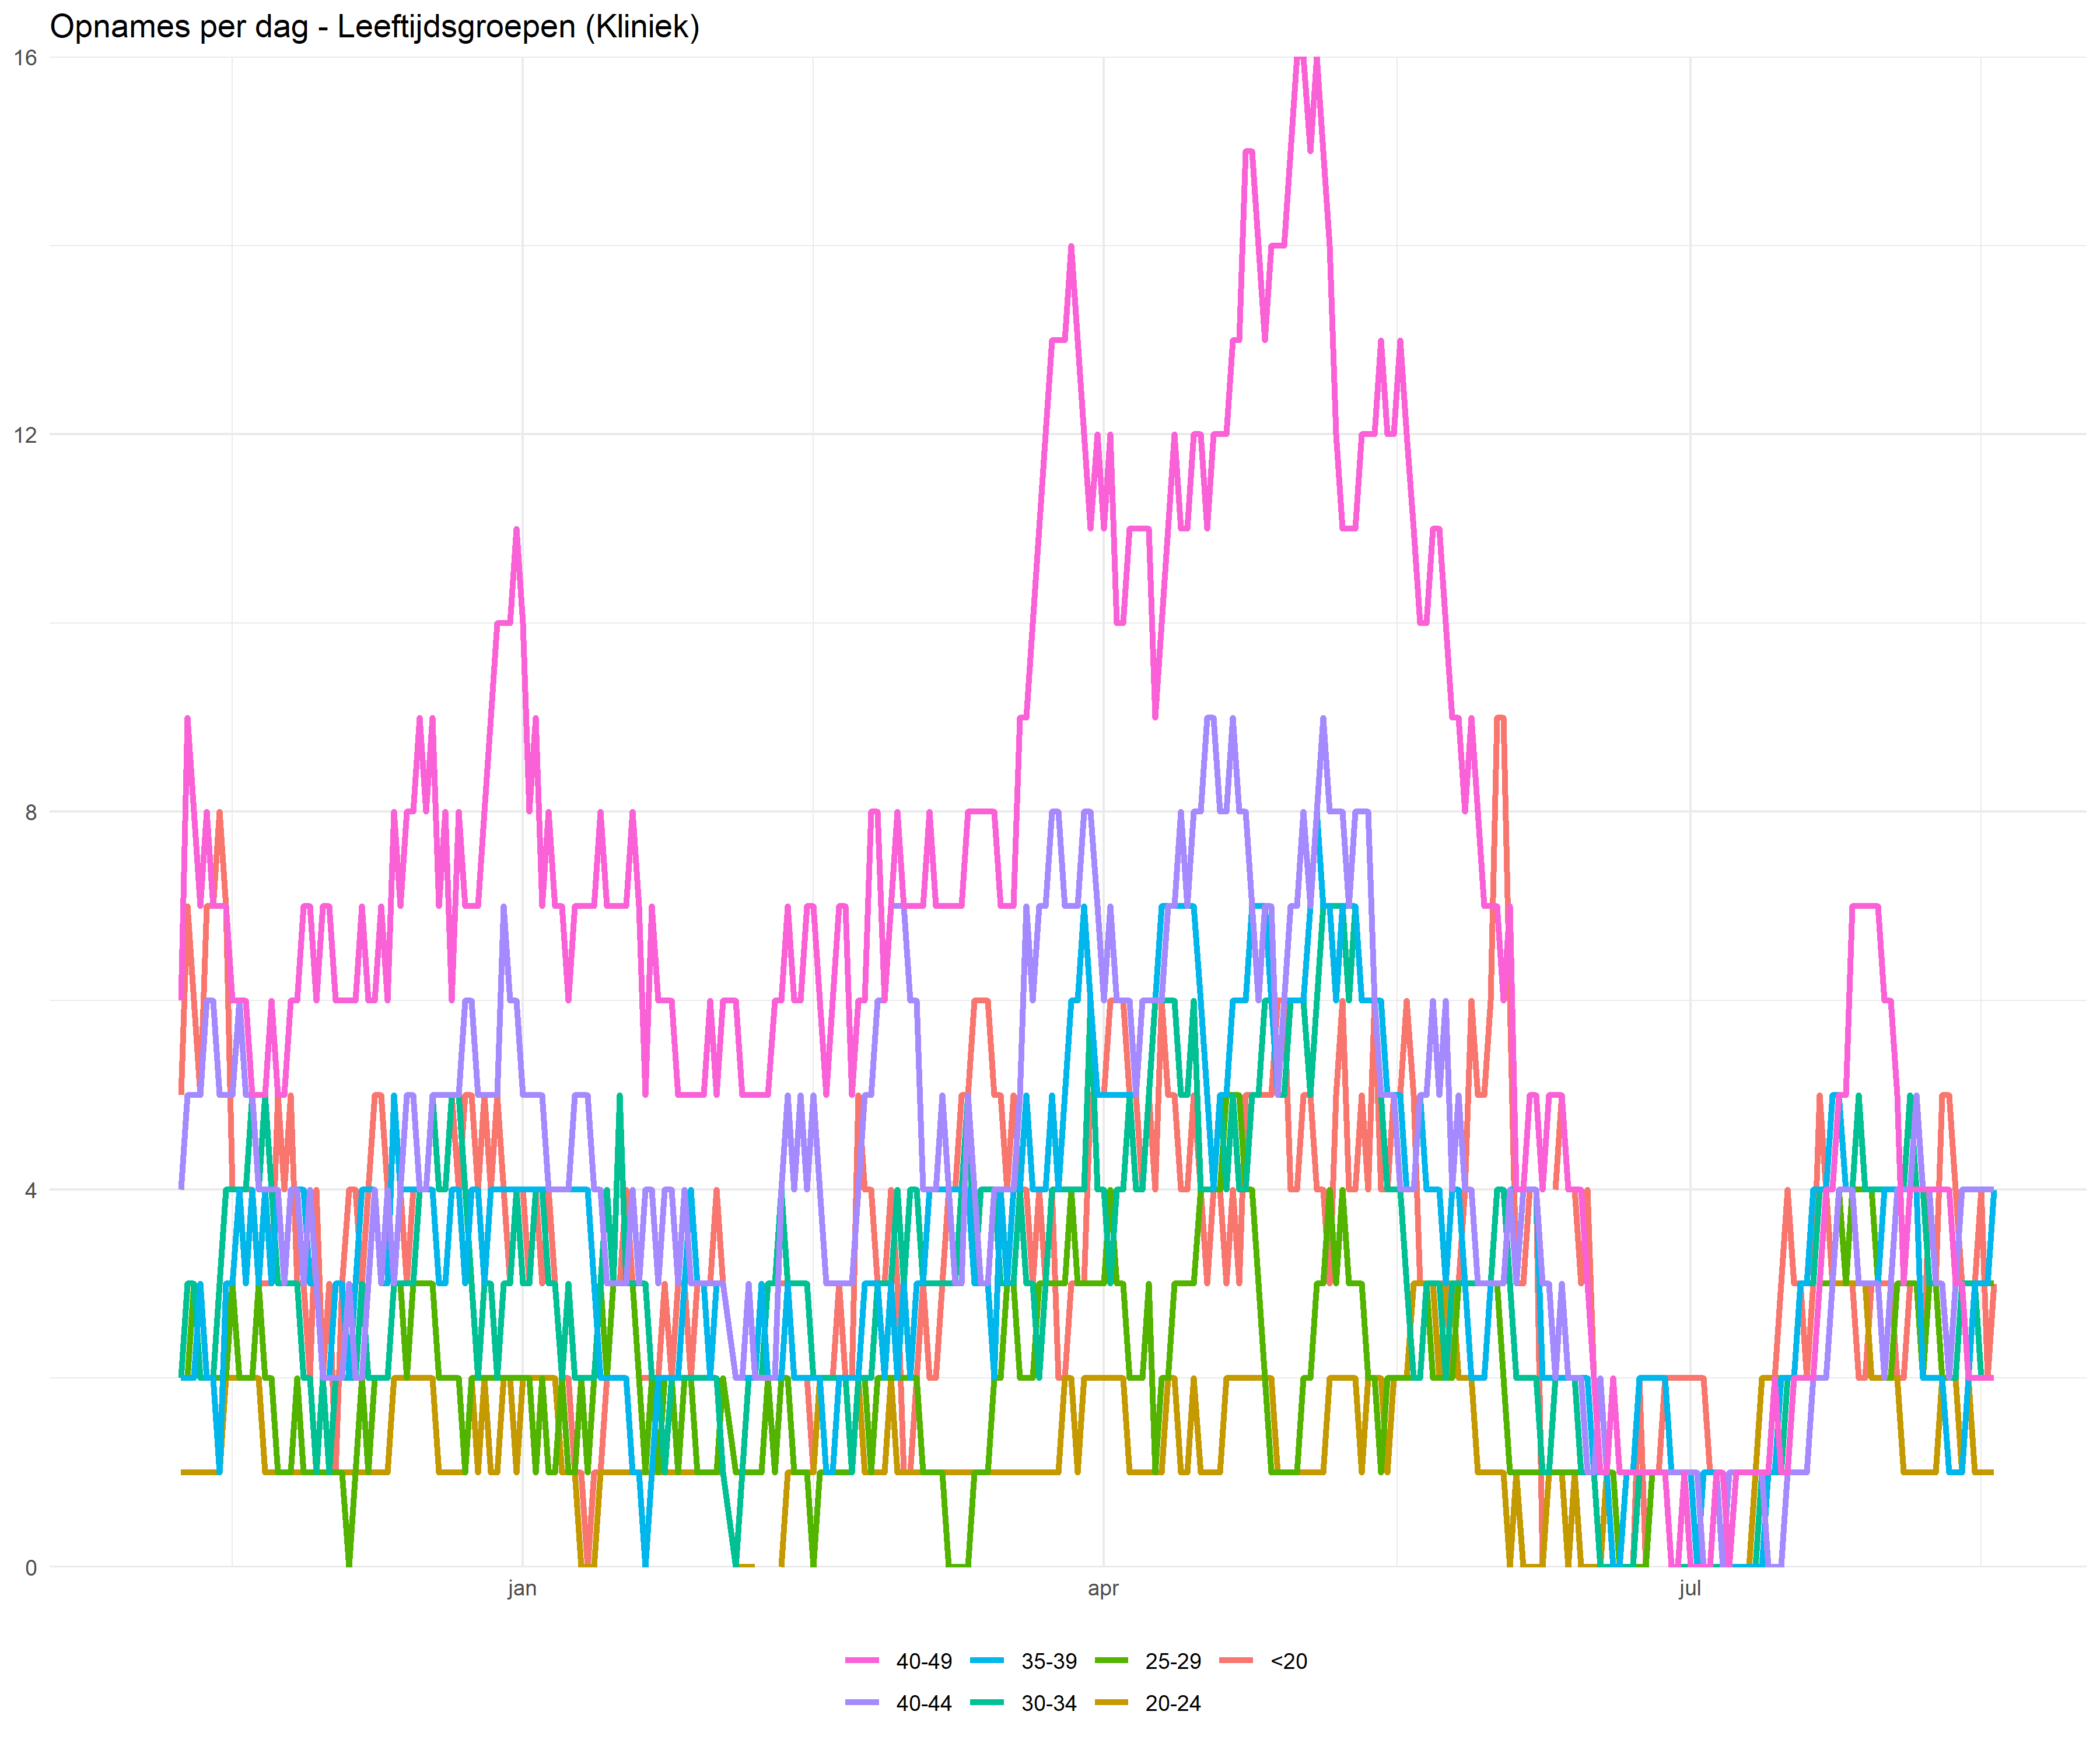 Opnames per dag - Leeftijdsgroepen (Kliniek)
16
12
8
4
0
jan apr jul
40-49 35-39 25-29 <20
40-44 30-34 20-24